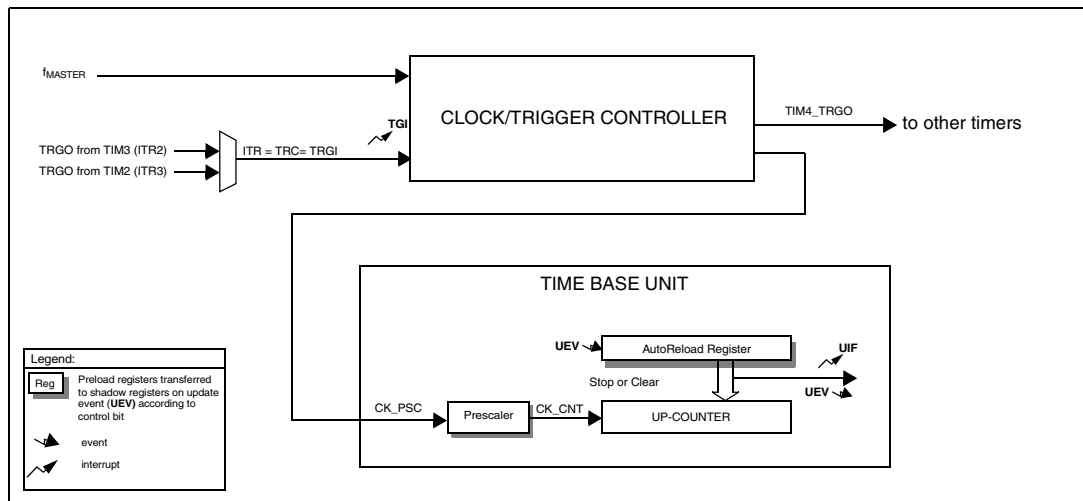 fMASTER
CLOCK/TRIGGER CONTROLLER
TIM4_TRGO
to other timers
TGI
TRGO from TIM3 (ITR2)
TRGO from TIM2 (ITR3)
ITR = TRC= TRGI
TIME BASE UNIT
UEV
AutoReload Register
UIF
Stop or Clear
UEV
CK_PSC
Prescaler
CK_CNT
UP-COUNTER
Legend:
Reg
Preload registers transferred
to shadow registers on update
event (UEV) according to
control bit
event
interrupt